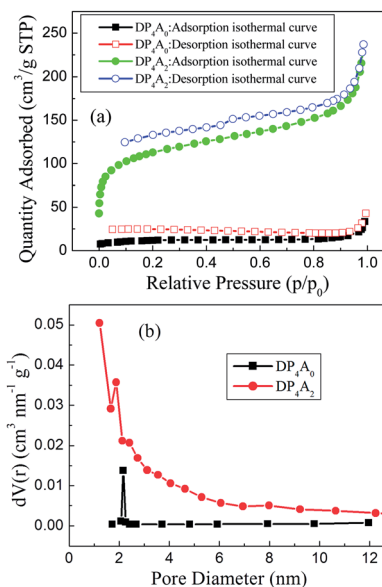 DP₄A₀:Adsorption isothermal curve
DP₄A₀:Desorption isothermal curve
DP₄A₂:Adsorption isothermal curve
DP₄A₂:Desorption isothermal curve
(a)
Quantity Adsorbed (cm³/g STP)
250
200
150
100
50
0
0.0 0.2 0.4 0.6 0.8 1.0
Relative Pressure (p/p₀)
(b)
DP₄A₀
DP₄A₂
dV(r) (cm³ nm⁻¹ g⁻¹)
0.05
0.04
0.03
0.02
0.01
0.00
0 2 4 6 8 10 12
Pore Diameter (nm)